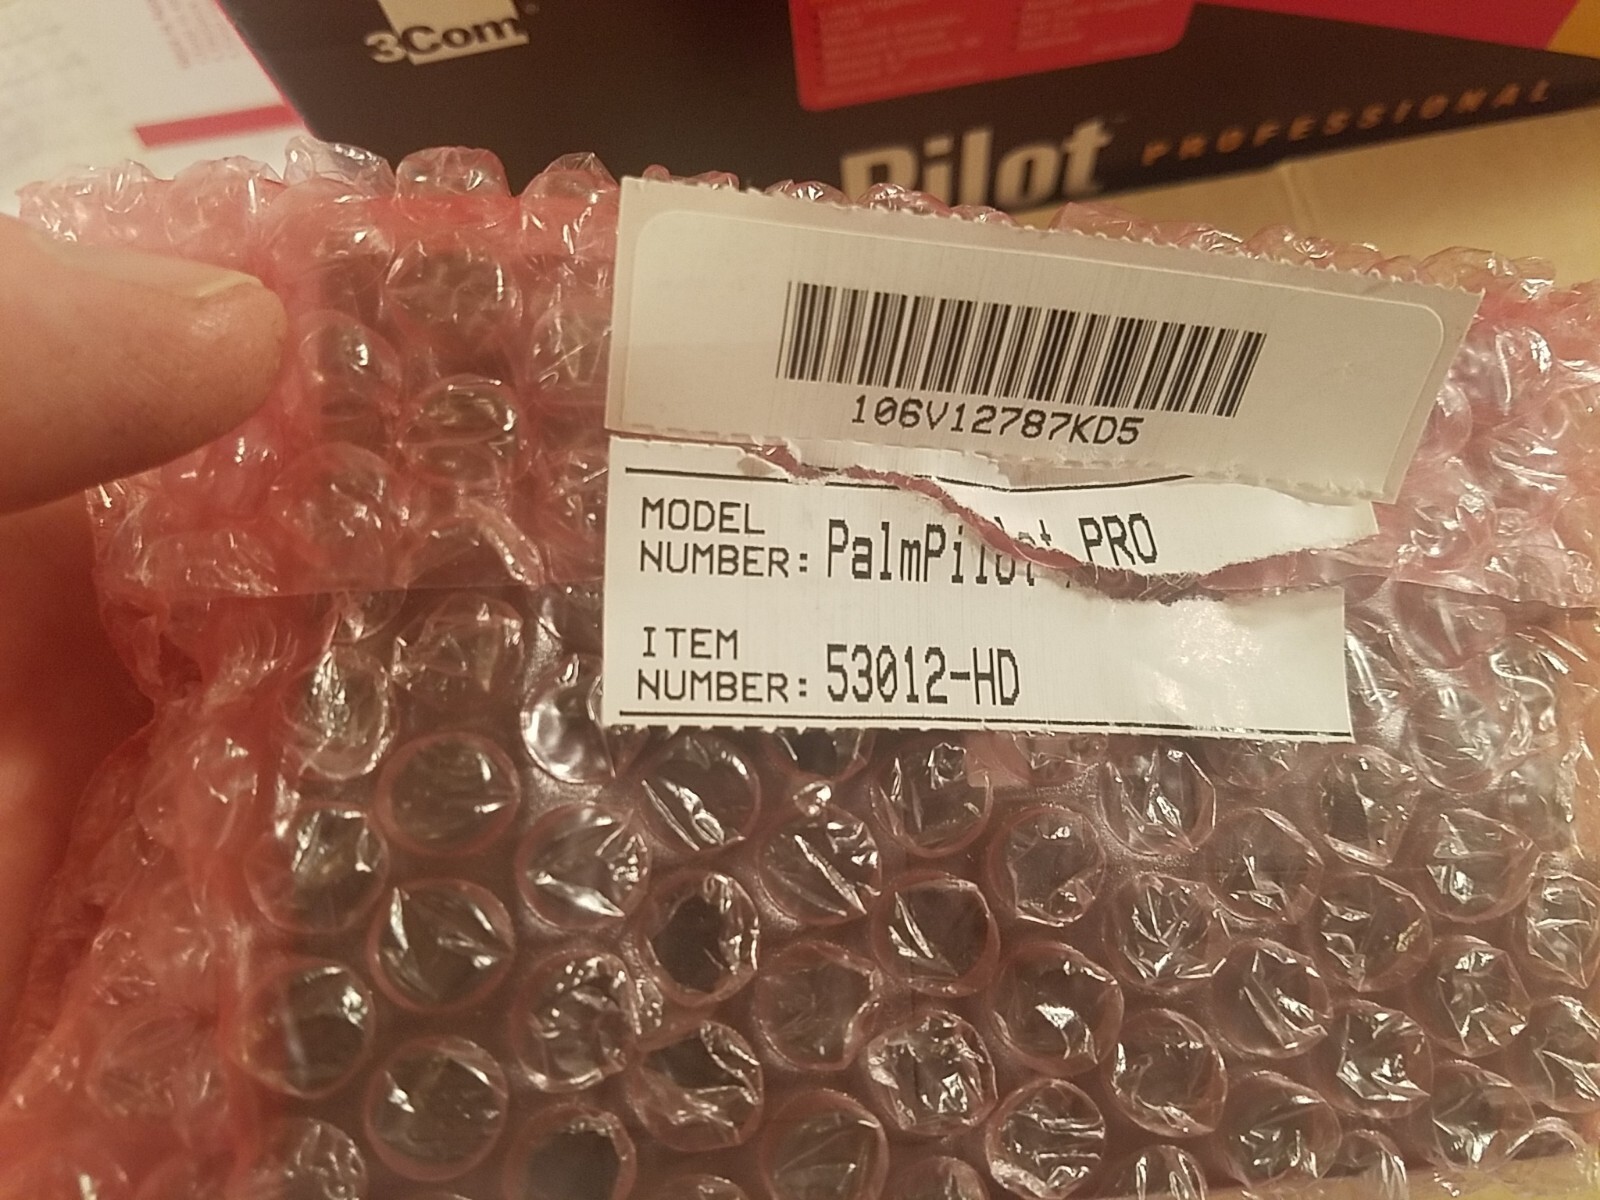 3Com
Pilot PROFESSIONAL
106V12787KD5
MODEL
NUMBER: PalmPilot PRO
ITEM
NUMBER: 53012-HD